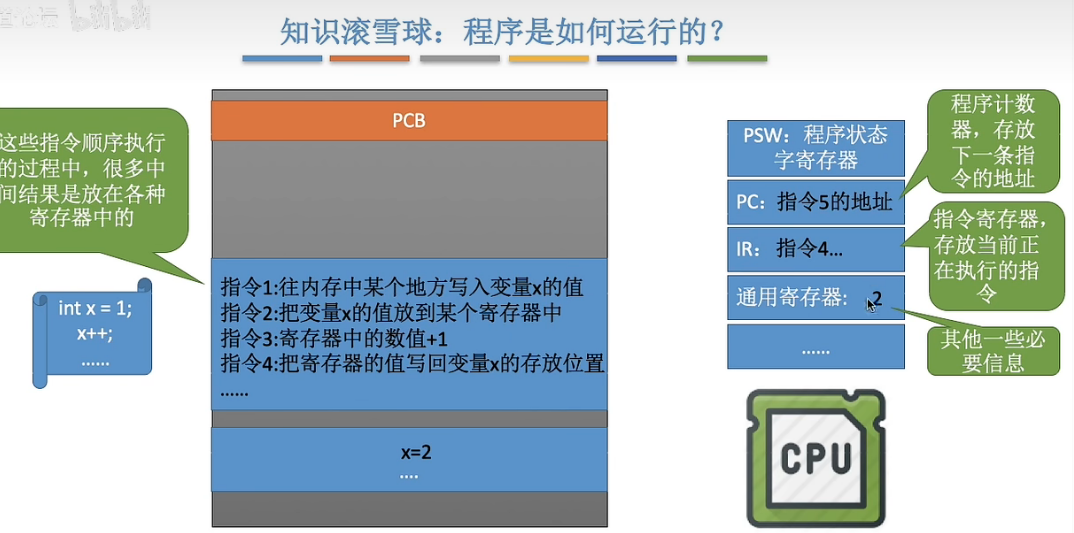 知识滚雪球：程序是如何运行的？
这些指令顺序执行
的过程中，很多中
间结果是放在各种
寄存器中的
int x = 1;
x++;
......
PCB
指令1:往内存中某个地方写入变量x的值
指令2:把变量x的值放到某个寄存器中
指令3:寄存器中的数值+1
指令4:把寄存器的值写回变量x的存放位置
......
x=2
....
PSW：程序状态
字寄存器
PC：指令5的地址
IR：指令4...
通用寄存器：2
......
程序计数
器，存放
下一条指
令的地址
指令寄存器，
存放当前正
在执行的指
令
其他一些必
要信息
CPU